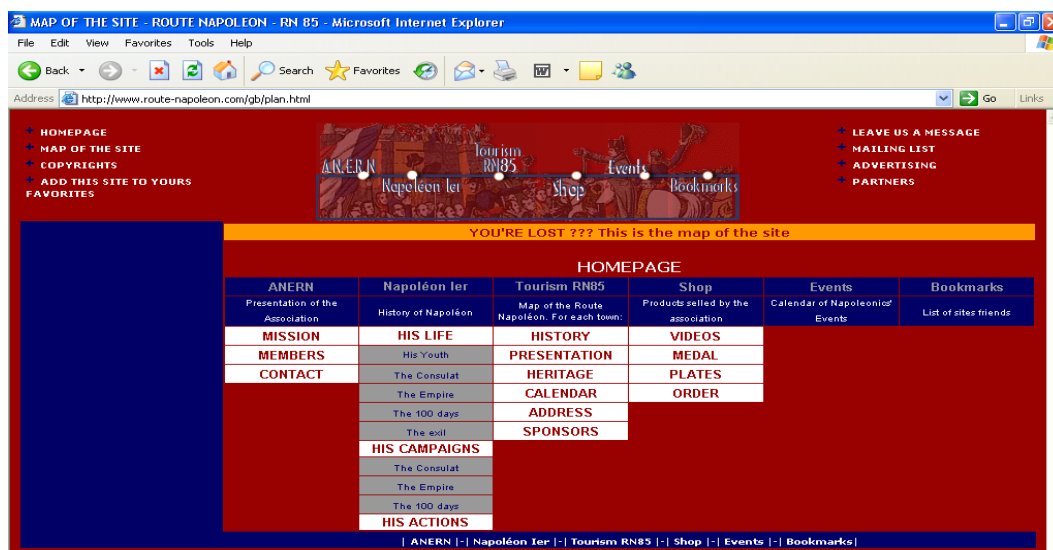 MAP OF THE SITE - ROUTE NAPOLEON - RN 85 - Microsoft Internet Explorer
File Edit View Favorites Tools Help
Back Search Favorites
Address http://www.route-napoleon.com/gb/plan.html Go Links
HOMEPAGE
MAP OF THE SITE
COPYRIGHTS
ADD THIS SITE TO YOURS
FAVORITES
A.N.E.R.N
Napoléon Ier
Tourism
RN85
Shop
Events
Bookmarks
LEAVE US A MESSAGE
MAILING LIST
ADVERTISING
PARTNERS
YOU'RE LOST ??? This is the map of the site
HOMEPAGE
ANERN Napoléon Ier Tourism RN85 Shop Events Bookmarks
Presentation of the
Association
History of Napoléon
Map of the Route
Napoléon. For each town:
Products selled by the
association
Calendar of Napoleonics'
Events
List of sites friends
MISSION HIS LIFE HISTORY VIDEOS
MEMBERS His Youth PRESENTATION MEDAL
CONTACT The Consulat HERITAGE PLATES
The Empire CALENDAR ORDER
The 100 days ADDRESS
The exil SPONSORS
HIS CAMPAIGNS
The Consulat
The Empire
The 100 days
HIS ACTIONS
| ANERN |-| Napoléon Ier |-| Tourism RN85 |-| Shop |-| Events |-| Bookmarks|